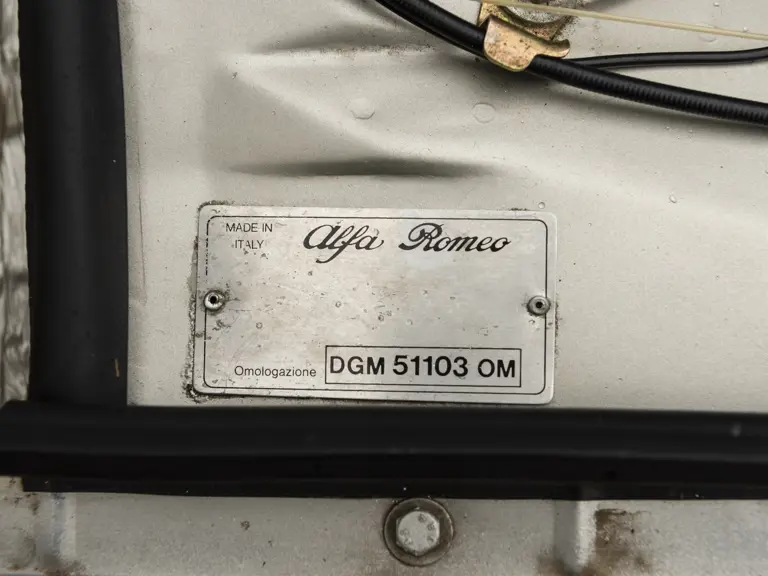 MADE IN
ITALY
Alfa Romeo
Omologazione DGM 51103 OM